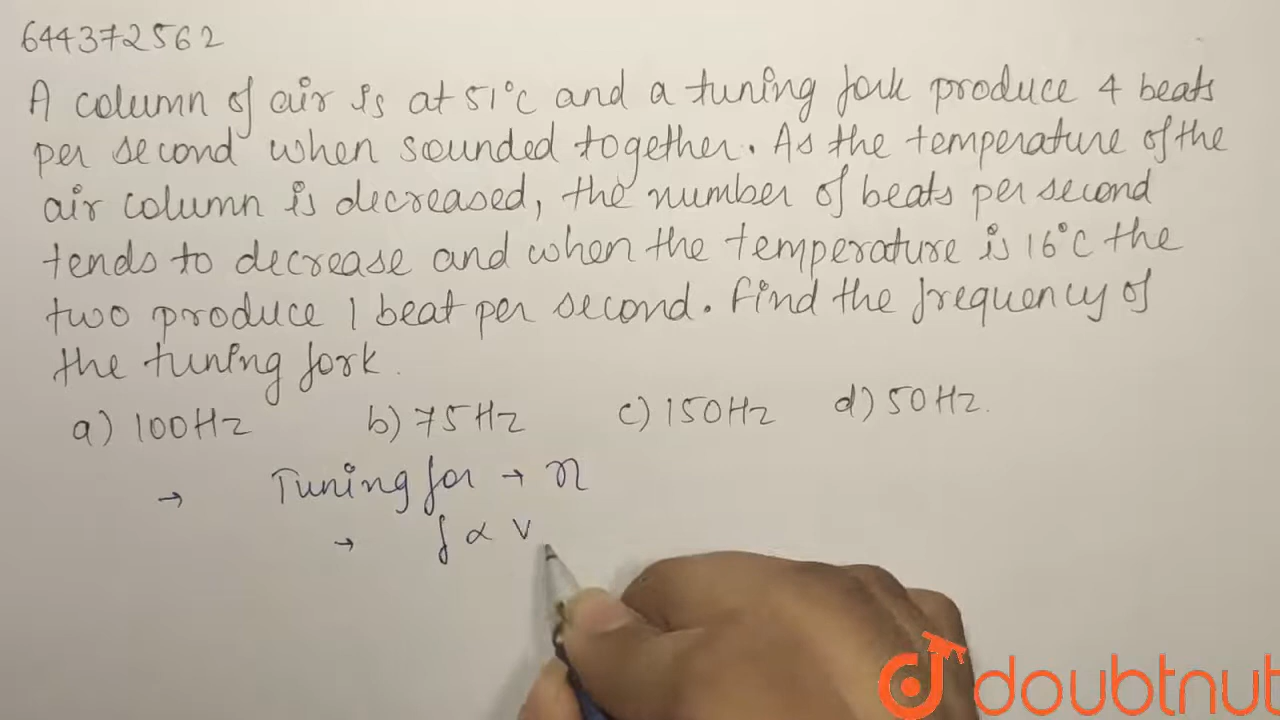 644372562
A column of air is at 51°C and a tuning fork produce 4 beats
per second when sounded together. As the temperature of the
air column is decreased, the number of beats per second
tends to decrease and when the temperature is 16°C the
two produce 1 beat per second. Find the frequency of
the tuning fork.
a) 100Hz b) 75Hz c) 150Hz d) 50Hz.
→ Tuning for → n
→ f ∝ v
doubtnut